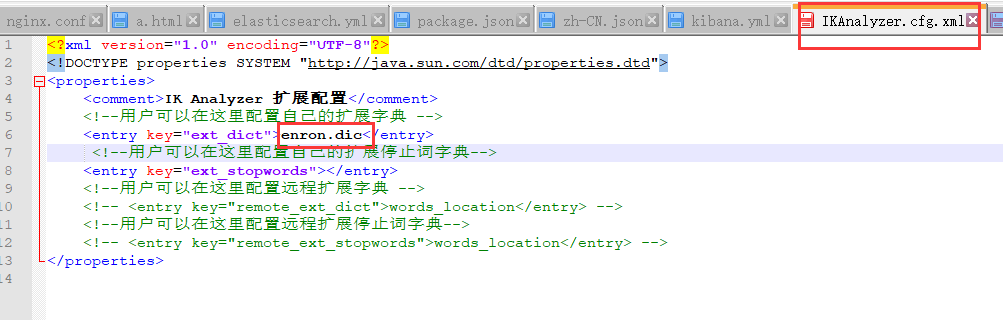 nginx.conf a.html elasticsearch.yml package.json zh-CN.json kibana.yml IKAnalyzer.cfg.xml
1 <?xml version="1.0" encoding="UTF-8"?>
2 <!DOCTYPE properties SYSTEM "http://java.sun.com/dtd/properties.dtd">
3 <properties>
4 <comment>IK Analyzer 扩展配置</comment>
5 <!--用户可以在这里配置自己的扩展字典 -->
6 <entry key="ext_dict">enron.dic</entry>
7 <!--用户可以在这里配置自己的扩展停止词字典-->
8 <entry key="ext_stopwords"></entry>
9 <!--用户可以在这里配置远程扩展字典 -->
10 <!-- <entry key="remote_ext_dict">words_location</entry> -->
11 <!--用户可以在这里配置远程扩展停止词字典-->
12 <!-- <entry key="remote_ext_stopwords">words_location</entry> -->
13 </properties>
14